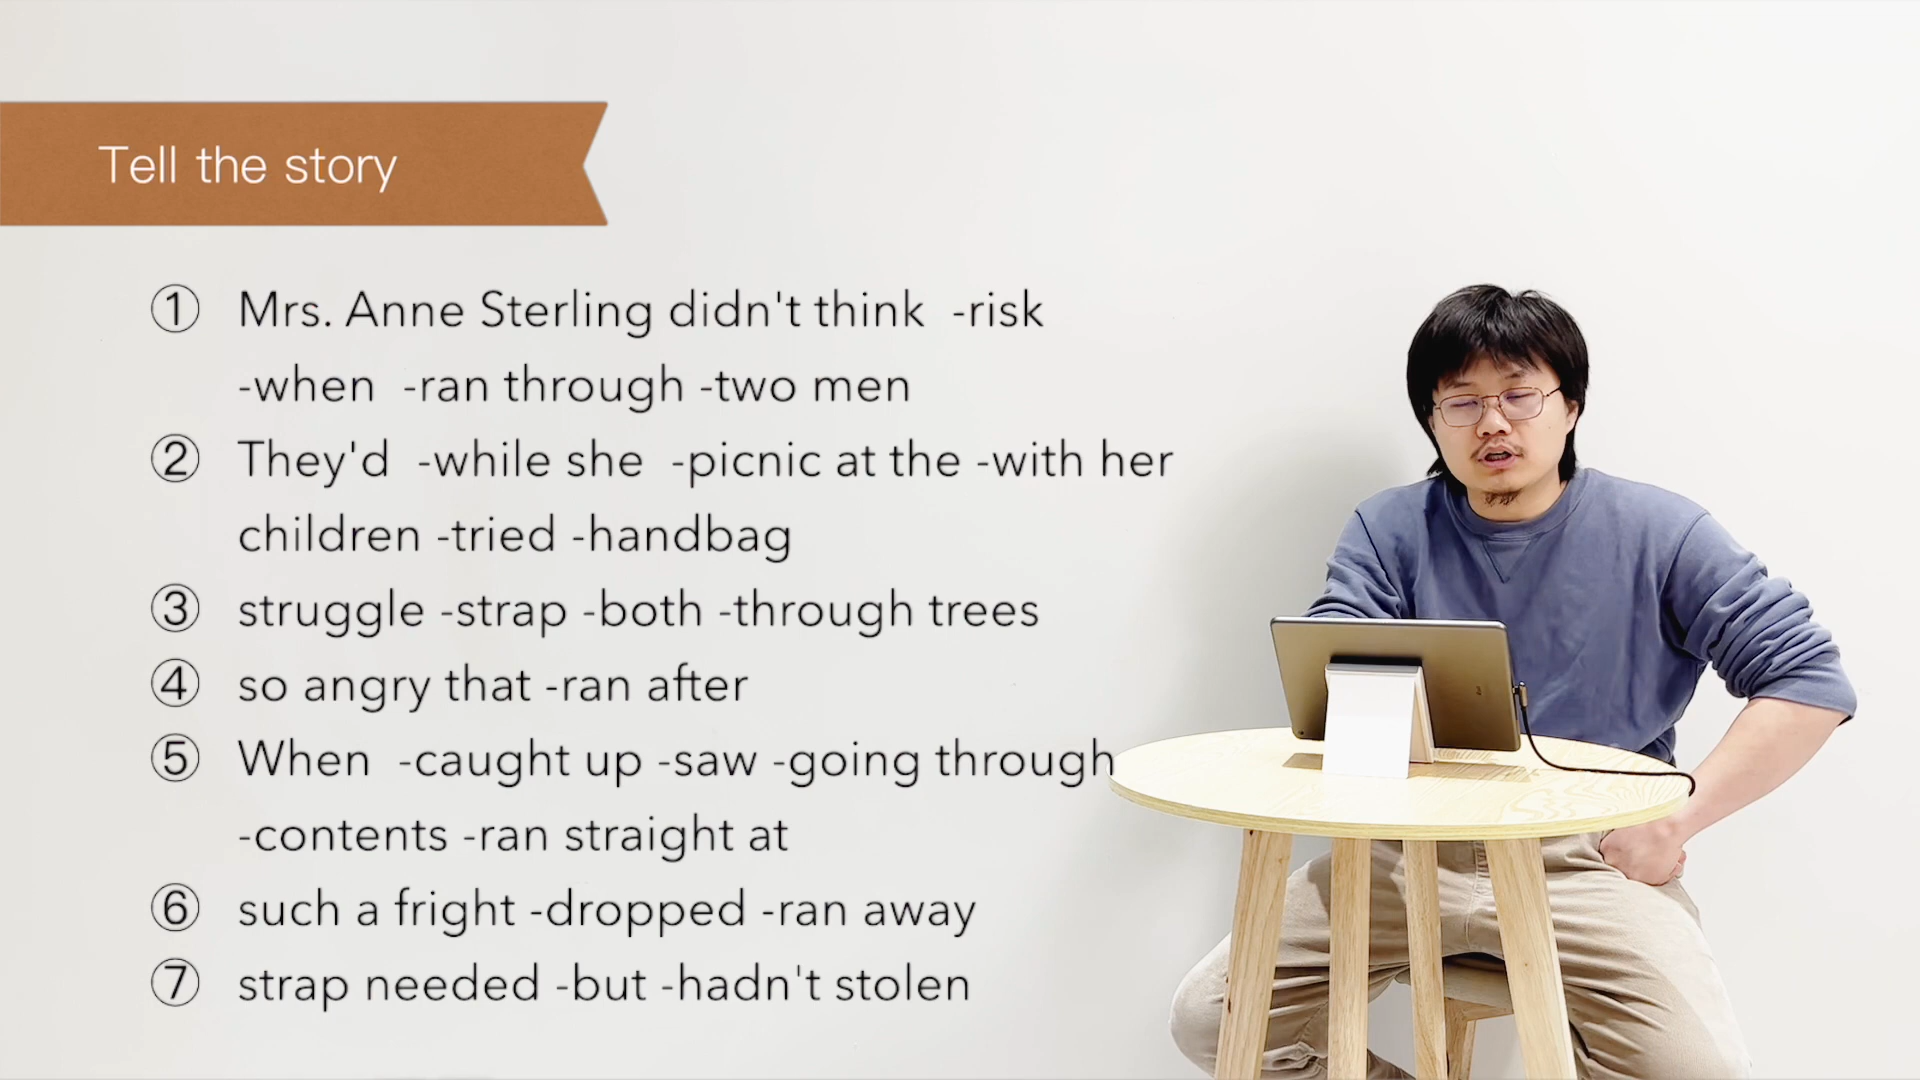 Tell the story
① Mrs. Anne Sterling didn't think -risk
-when -ran through -two men
② They'd -while she -picnic at the -with her
children -tried -handbag
③ struggle -strap -both -through trees
④ so angry that -ran after
⑤ When -caught up -saw -going through
-contents -ran straight at
⑥ such a fright -dropped -ran away
⑦ strap needed -but -hadn't stolen